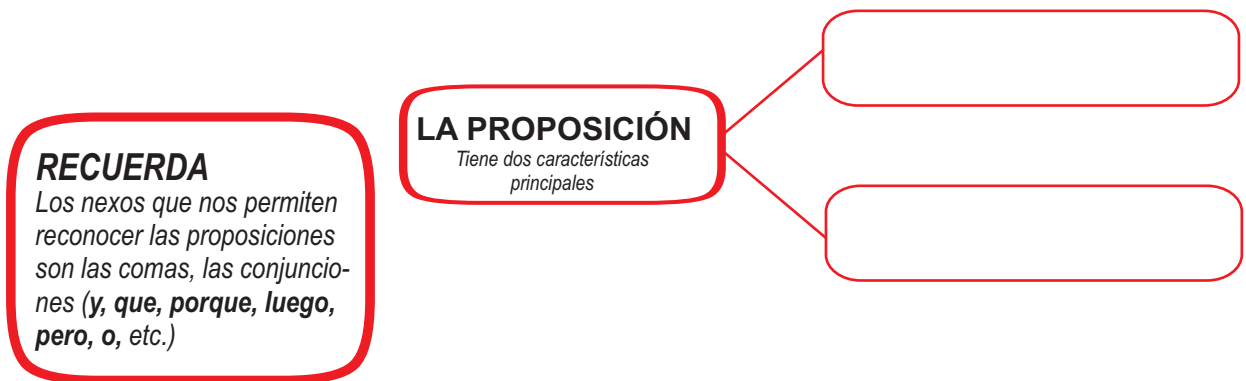 RECUERDA
Los nexos que nos permiten
reconocer las proposiciones
son las comas, las conjuncio-
nes (y, que, porque, luego,
pero, o, etc.)
LA PROPOSICIÓN
Tiene dos características
principales